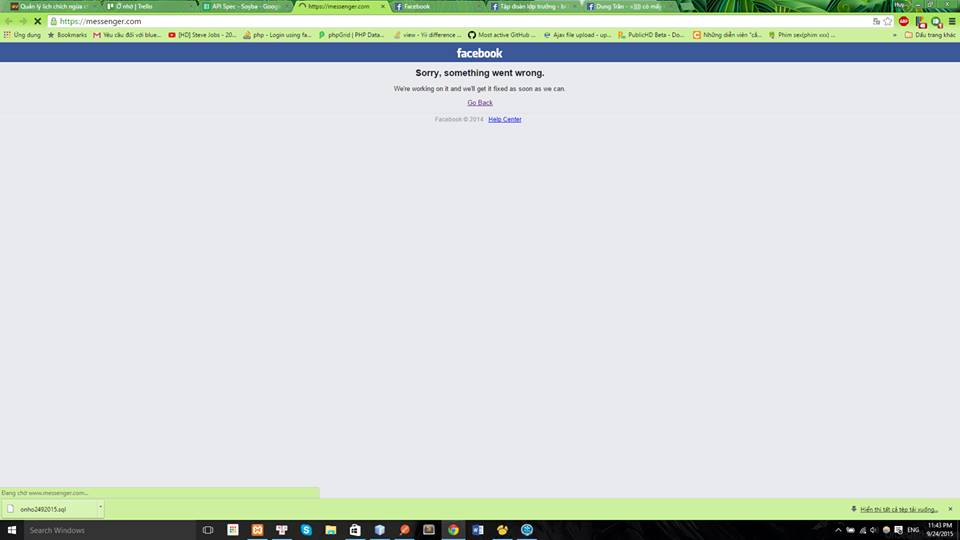 Quản lý lịch chích ngừa
Ở nhớ | Trello
API Spec - Soyba - Goog
https://messenger.com
Facebook
Tập đoàn lớp trưởng - b
Dung Trần - =)))) có mấy
Huy
https://messenger.com
Ứng dụng
Bookmarks
Yêu cầu đối với blue...
[HD] Steve Jobs - 20...
php - Login using fa...
phpGrid | PHP Data...
view - Yii difference ...
Most active GitHub ...
Ajax file upload - up...
PublicHD Beta - Do...
Những diễn viên "cấ...
Phim sex(phim xxx) ...
»
Dấu trang khác
facebook
Sorry, something went wrong.
We're working on it and we'll get it fixed as soon as we can.
Go Back
Facebook © 2014 · Help Center
Đang chờ www.messenger.com...
onho2492015.sql
Hiển thị tất cả tệp tải xuống...
Search Windows
ENG
11:43 PM
9/24/2015